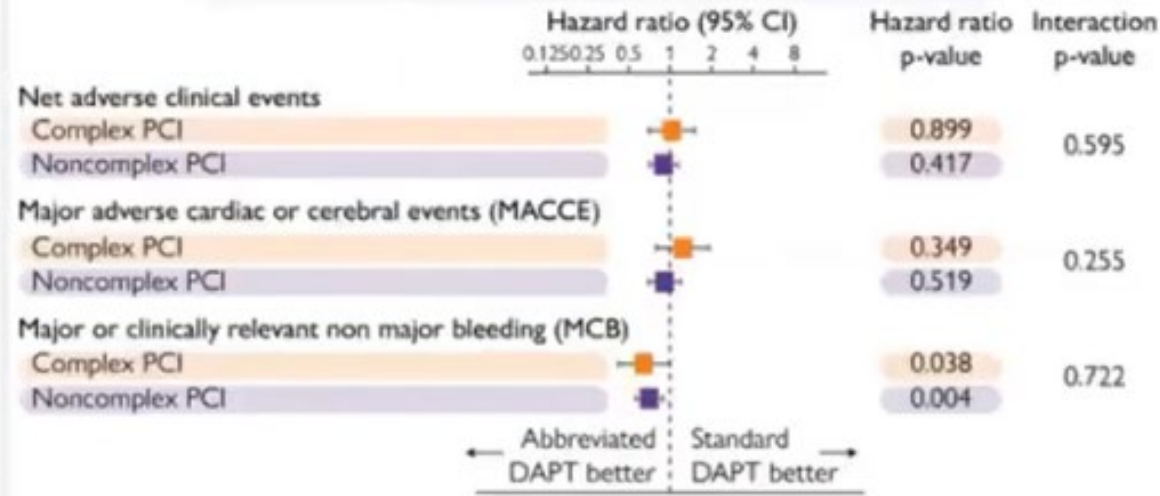 Hazard ratio (95% CI) Hazard ratio Interaction
0.125 0.25 0.5 1 2 4 8 p-value p-value
Net adverse clinical events
Complex PCI 0.899
0.595
Noncomplex PCI 0.417
Major adverse cardiac or cerebral events (MACCE)
Complex PCI 0.349
0.255
Noncomplex PCI 0.519
Major or clinically relevant non major bleeding (MCB)
Complex PCI 0.038
0.722
Noncomplex PCI 0.004
Abbreviated Standard
DAPT better DAPT better